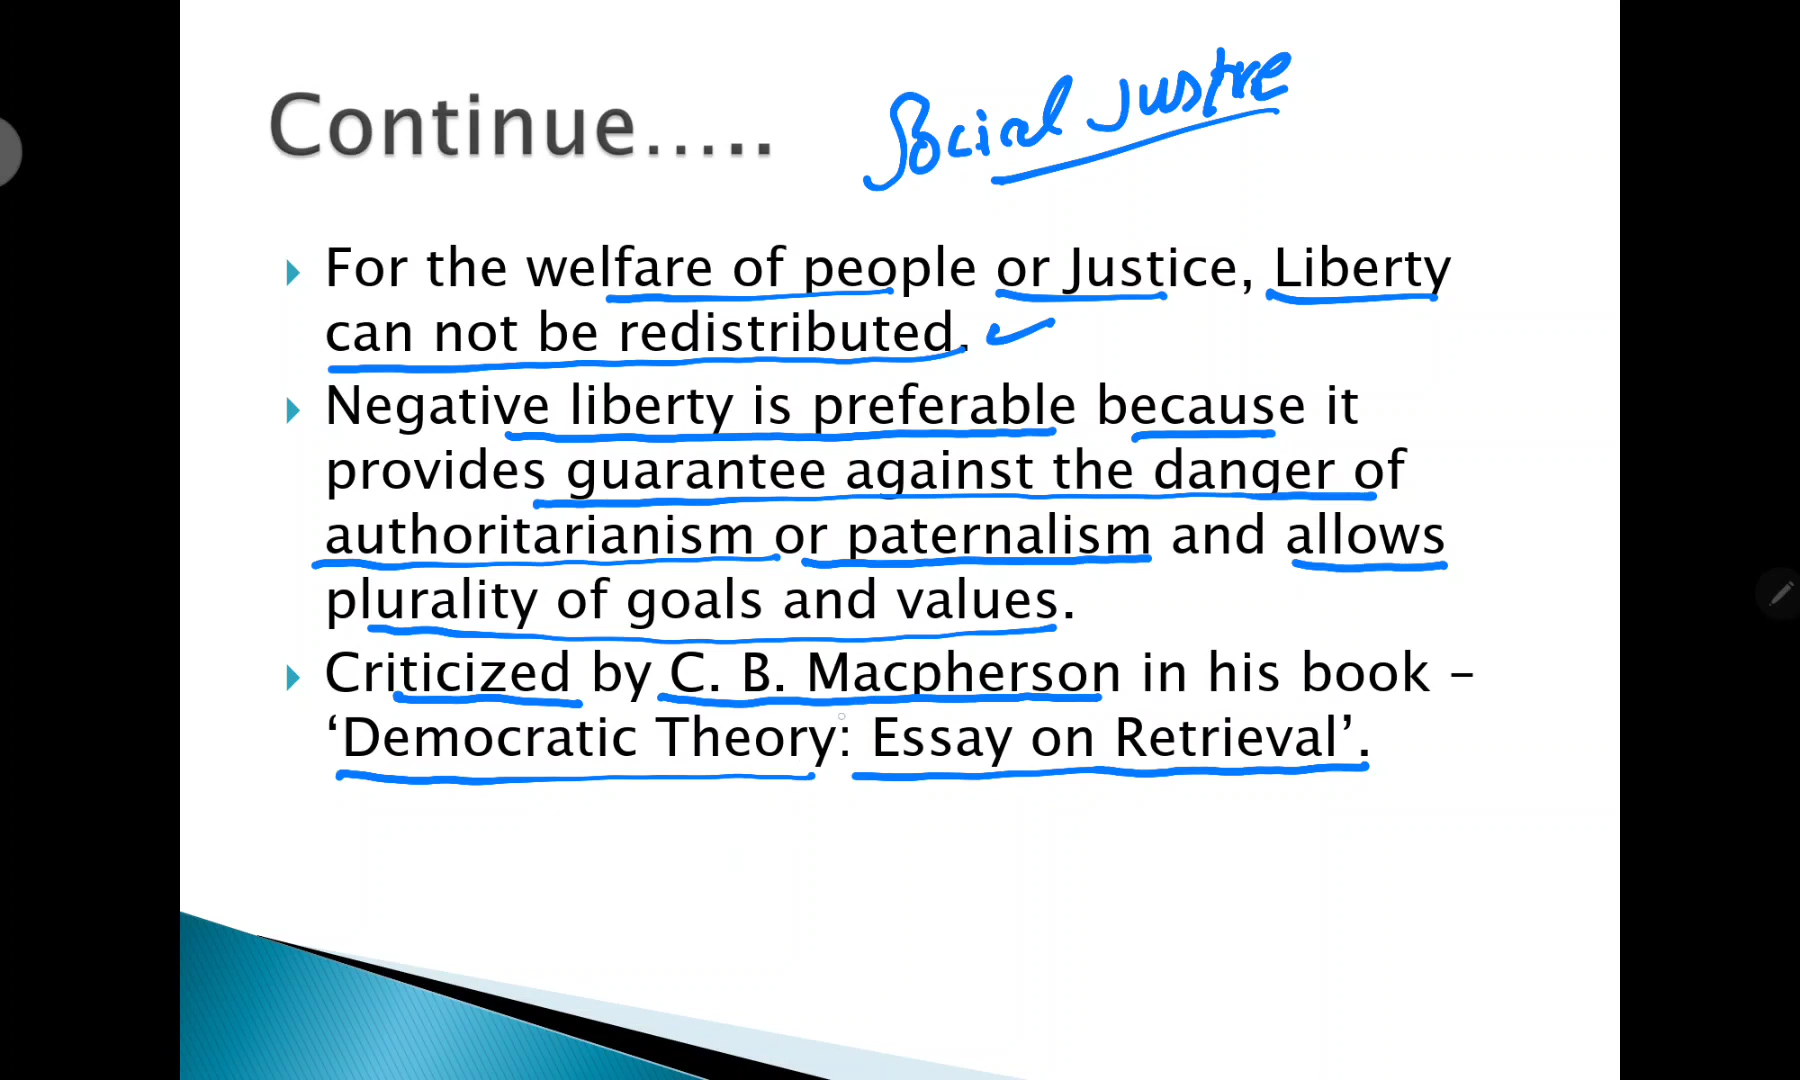 Continue.....
Social Justice
For the welfare of people or Justice, Liberty
can not be redistributed.
Negative liberty is preferable because it
provides guarantee against the danger of
authoritarianism or paternalism and allows
plurality of goals and values.
Criticized by C. B. Macpherson in his book –
‘Democratic Theory: Essay on Retrieval’.